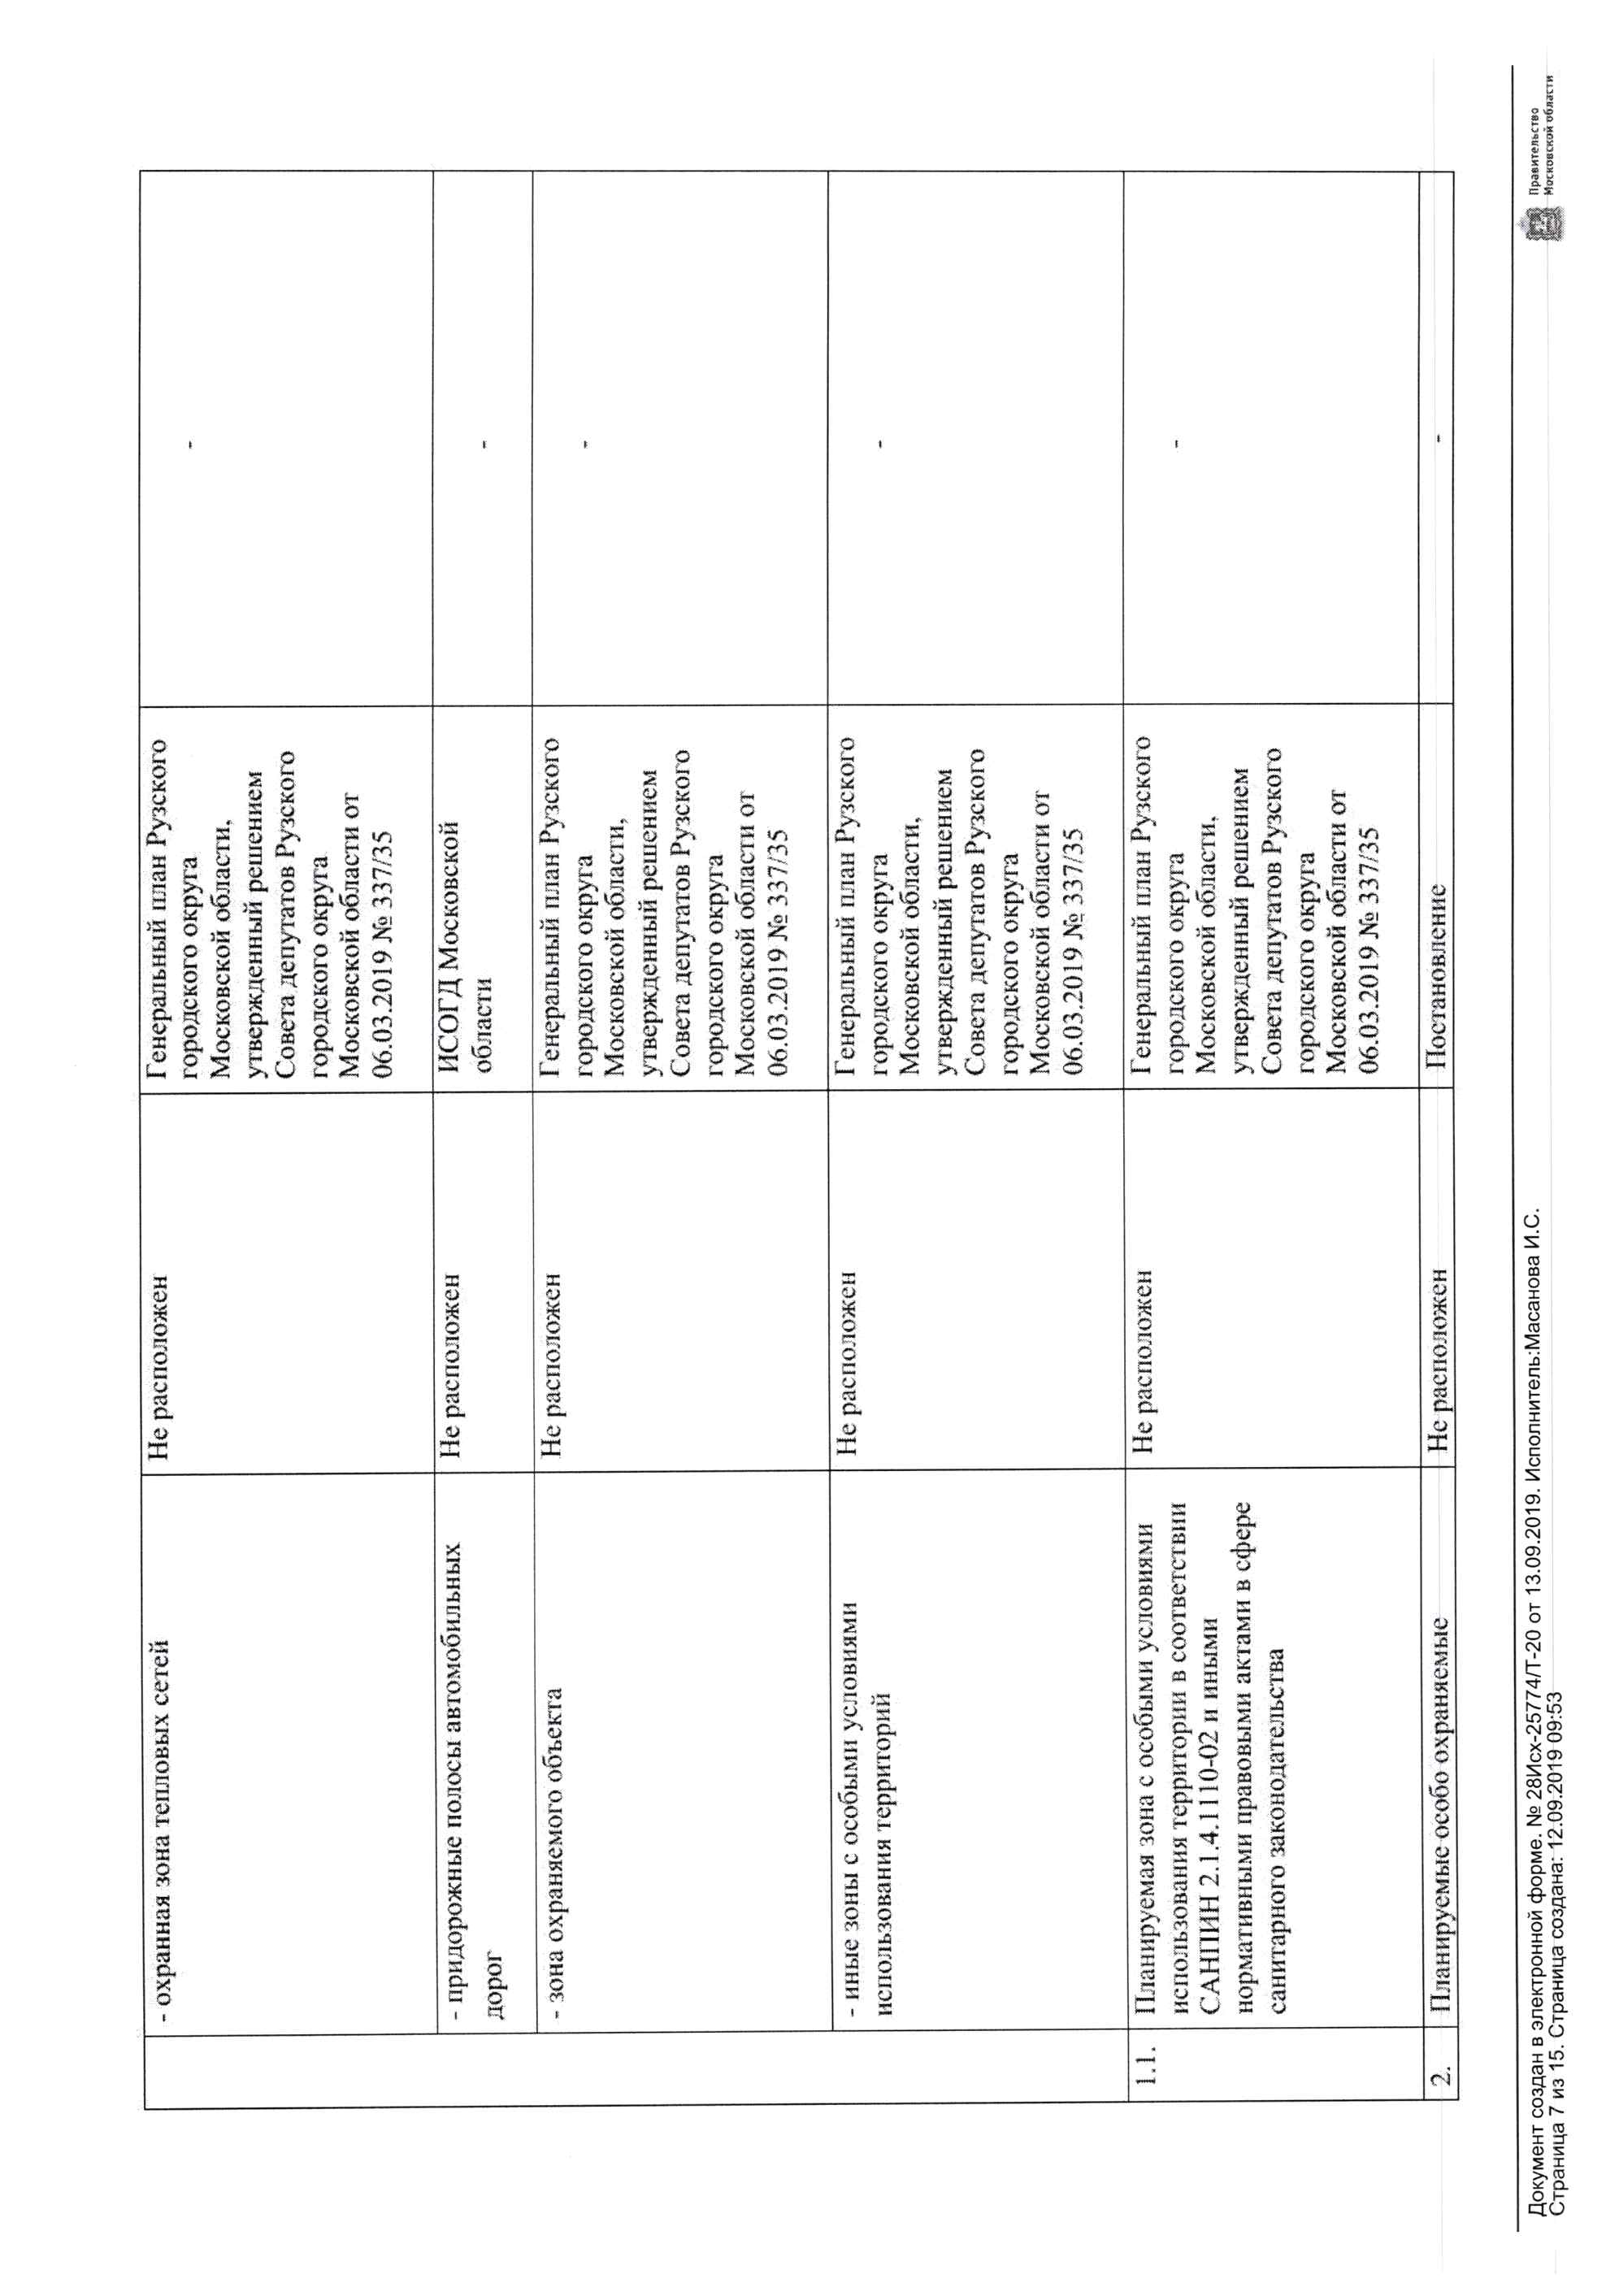 - охранная зона тепловых сетей
Не расположен
Генеральный план Рузского
городского округа
Московской области,
утвержденный решением
Совета депутатов Рузского
городского округа
Московской области от
06.03.2019 № 337/35
-
- придорожные полосы автомобильных
дорог
Не расположен
ИСОГД Московской
области
-
- зона охраняемого объекта
Не расположен
Генеральный план Рузского
городского округа
Московской области,
утвержденный решением
Совета депутатов Рузского
городского округа
Московской области от
06.03.2019 № 337/35
-
- иные зоны с особыми условиями
использования территорий
Не расположен
Генеральный план Рузского
городского округа
Московской области,
утвержденный решением
Совета депутатов Рузского
городского округа
Московской области от
06.03.2019 № 337/35
-
1.1.
Планируемая зона с особыми условиями
использования территории в соответствии
САНПИН 2.1.4.1110-02 и иными
нормативными правовыми актами в сфере
санитарного законодательства
Не расположен
Генеральный план Рузского
городского округа
Московской области,
утвержденный решением
Совета депутатов Рузского
городского округа
Московской области от
06.03.2019 № 337/35
-
2.
Планируемые особо охраняемые
Не расположен
Постановление
-
Документ создан в электронной форме. № 28Исх-25774/Т-20 от 13.09.2019. Исполнитель:Масанова И.С.
Страница 7 из 15. Страница создана: 12.09.2019 09:53
Правительство
Московской области